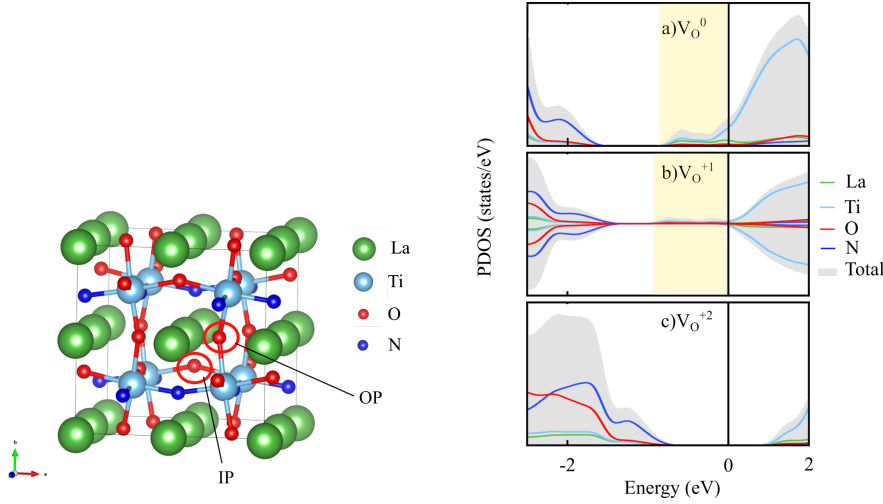 La
Ti
O
N
OP
IP
b
a
PDOS (states/eV)
a)V_O^0
b)V_O^+1
c)V_O^+2
La
Ti
O
N
Total
-2 0 2
Energy (eV)